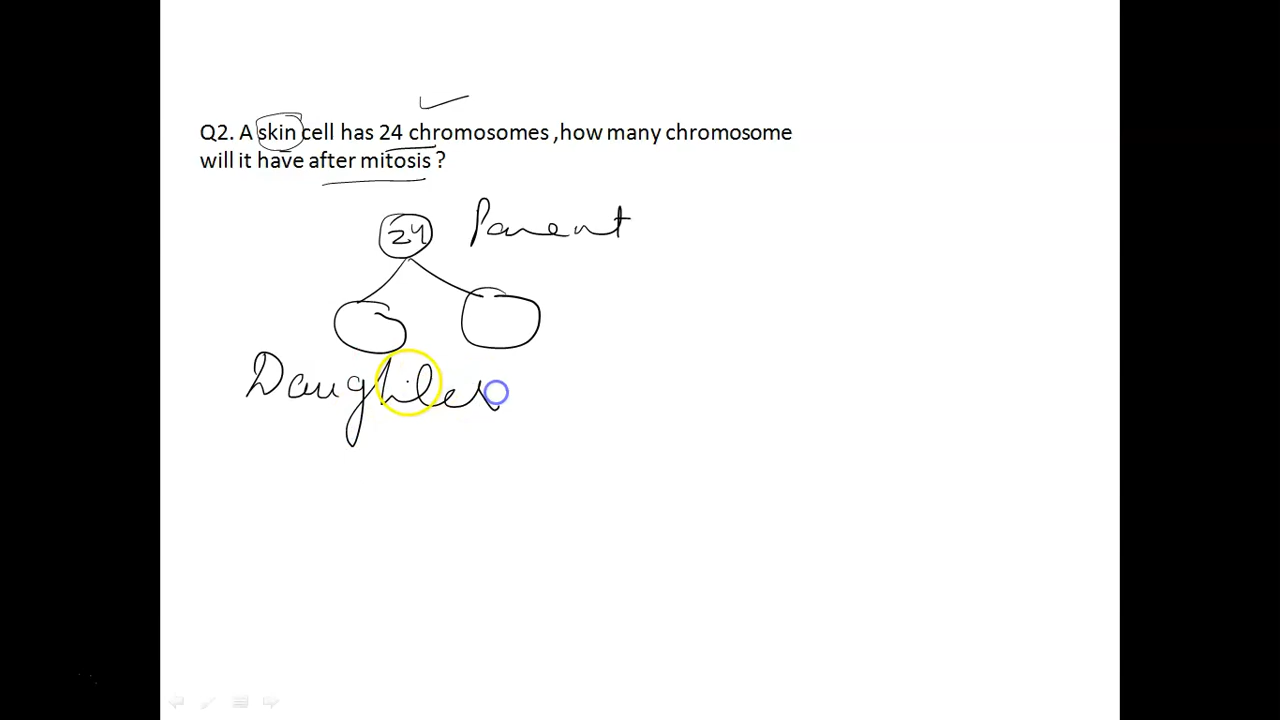 Q2. A skin cell has 24 chromosomes ,how many chromosome
will it have after mitosis ?
24 Parent
Daughter